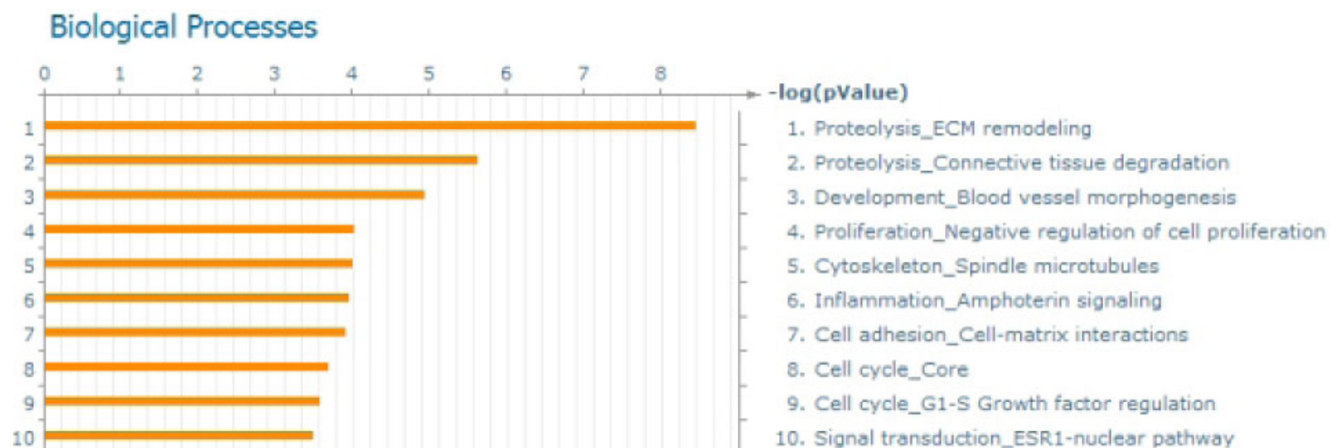 Biological Processes
0 1 2 3 4 5 6 7 8
-log(pValue)
1 1. Proteolysis_ECM remodeling
2 2. Proteolysis_Connective tissue degradation
3 3. Development_Blood vessel morphogenesis
4 4. Proliferation_Negative regulation of cell proliferation
5 5. Cytoskeleton_Spindle microtubules
6 6. Inflammation_Amphoterin signaling
7 7. Cell adhesion_Cell-matrix interactions
8 8. Cell cycle_Core
9 9. Cell cycle_G1-S Growth factor regulation
10 10. Signal transduction_ESR1-nuclear pathway